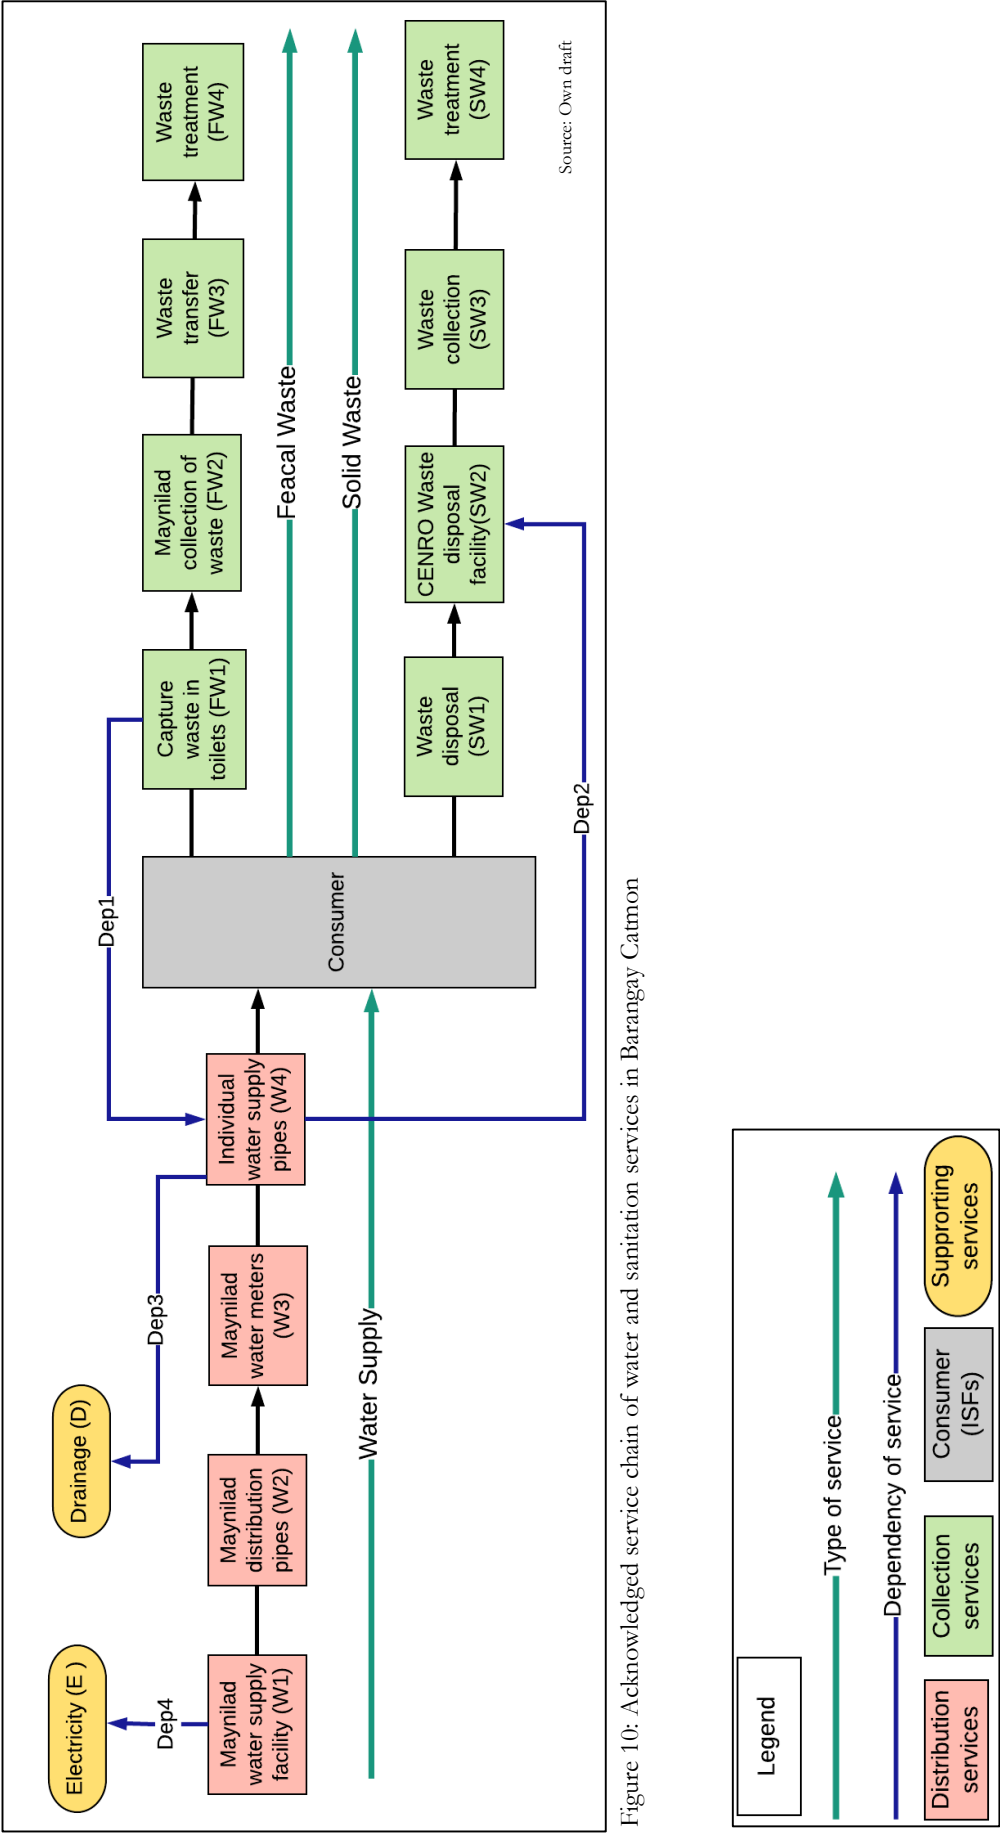 Electricity (E )
Drainage (D)
Dep4
Dep3
Dep1
Maynilad
water supply
facility (W1)
Maynilad
distribution
pipes (W2)
Maynilad
water meters
(W3)
Individual
water supply
pipes (W4)
Water Supply
Consumer
Capture
waste in
toilets (FW1)
Maynilad
collection of
waste (FW2)
Waste
transfer
(FW3)
Waste
treatment
(FW4)
Feacal Waste
Solid Waste
Waste
disposal
(SW1)
CENRO Waste
disposal
facility(SW2)
Waste
collection
(SW3)
Waste
treatment
(SW4)
Dep2
Source: Own draft
Figure 10: Acknowledged service chain of water and sanitation services in Barangay Catmon
Legend
Type of service
Dependency of service
Distribution
services
Collection
services
Consumer
(ISFs)
Supprorting
services